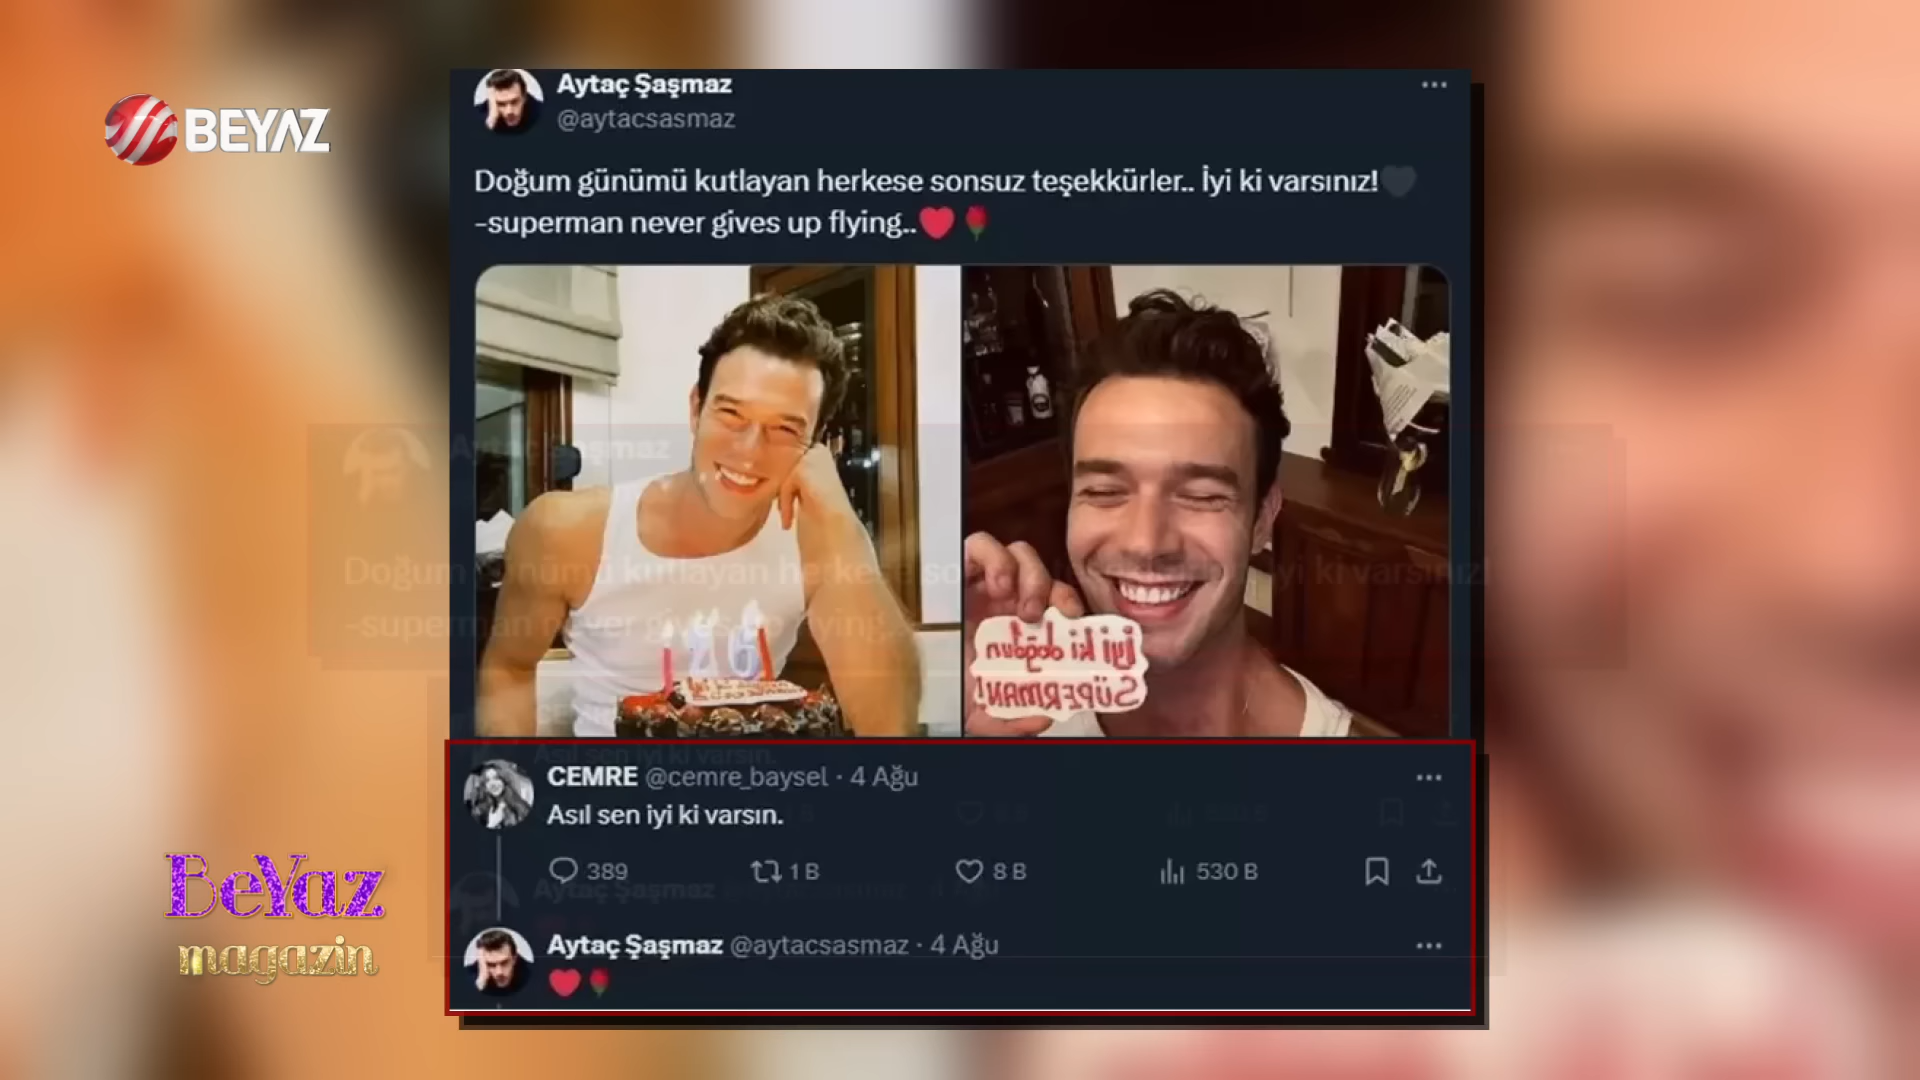 BEYAZ
Aytaç Şaşmaz
@aytacsasmaz
Doğum günümü kutlayan herkese sonsuz teşekkürler.. İyi ki varsınız!🖤
-superman never gives up flying..❤️🌹
26
iyi ki doğdun
SÜPERMAN!
CEMRE @cemre_baysel · 4 Ağu
Asıl sen iyi ki varsın.
389 1 B 8 B 530 B
Aytaç Şaşmaz @aytacsasmaz · 4 Ağu
❤️🌹
BeYaz
magazin